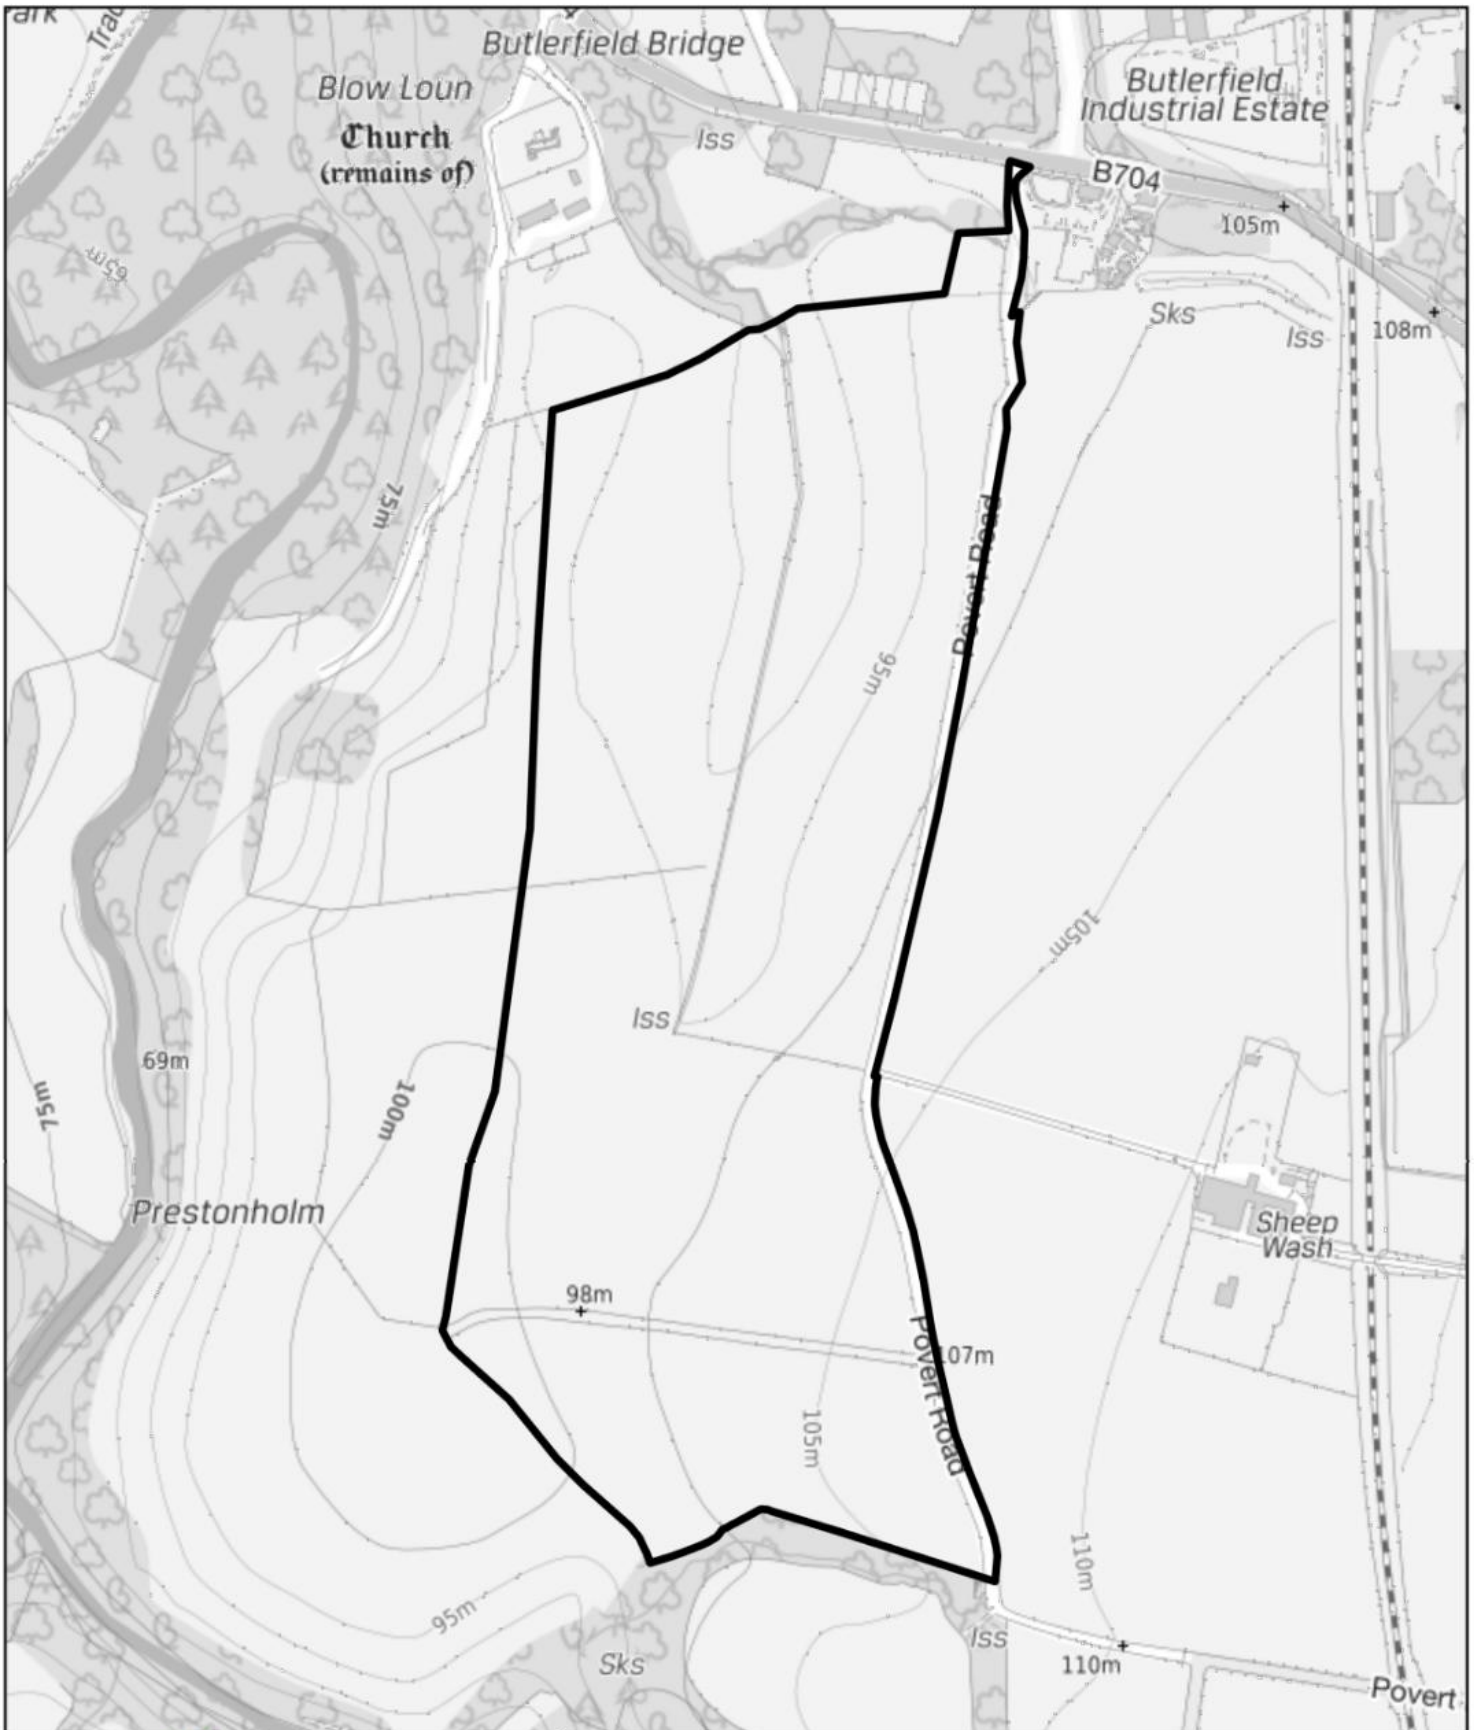 ark
Trac
Butlerfield Bridge
Blow Loun
Church
(remains of)
Iss
Butlerfield
Industrial Estate
B704
105m
65m
Sks
Iss
108m
75m
Povert Road
95m
105m
Iss
69m
75m
100m
Prestonholm
Sheep
Wash
98m
107m
Povert Road
105m
110m
95m
Iss
Sks
110m
Povert